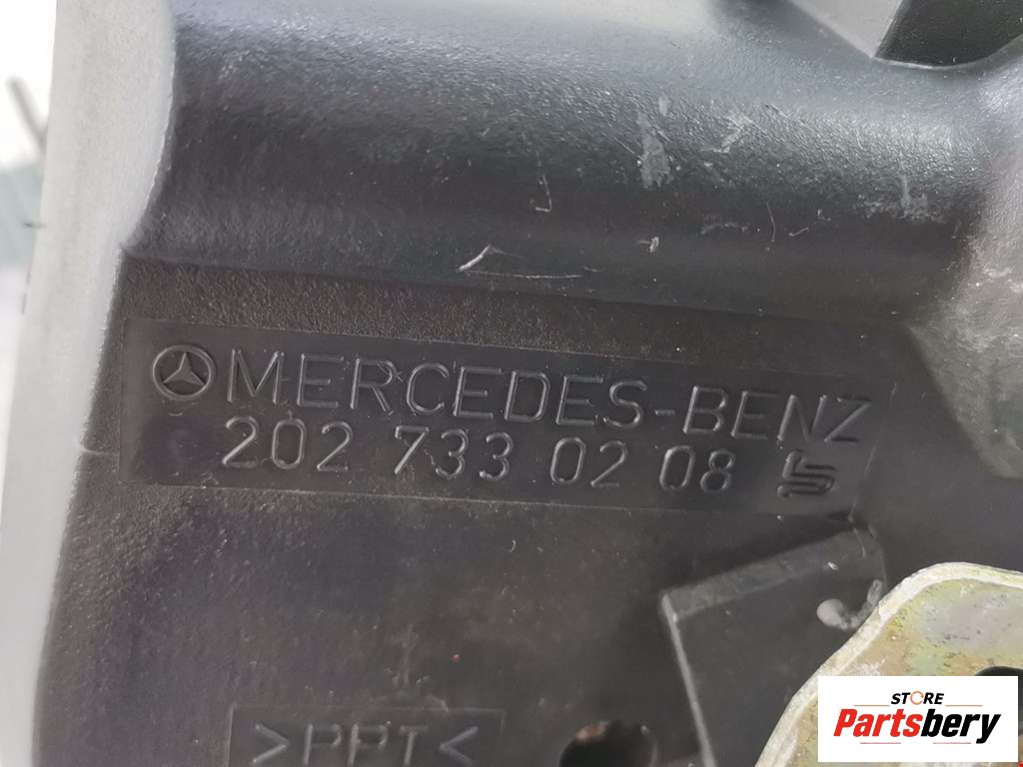 MERCEDES-BENZ
202 733 02 08
>PPT<
STORE
Partsbery